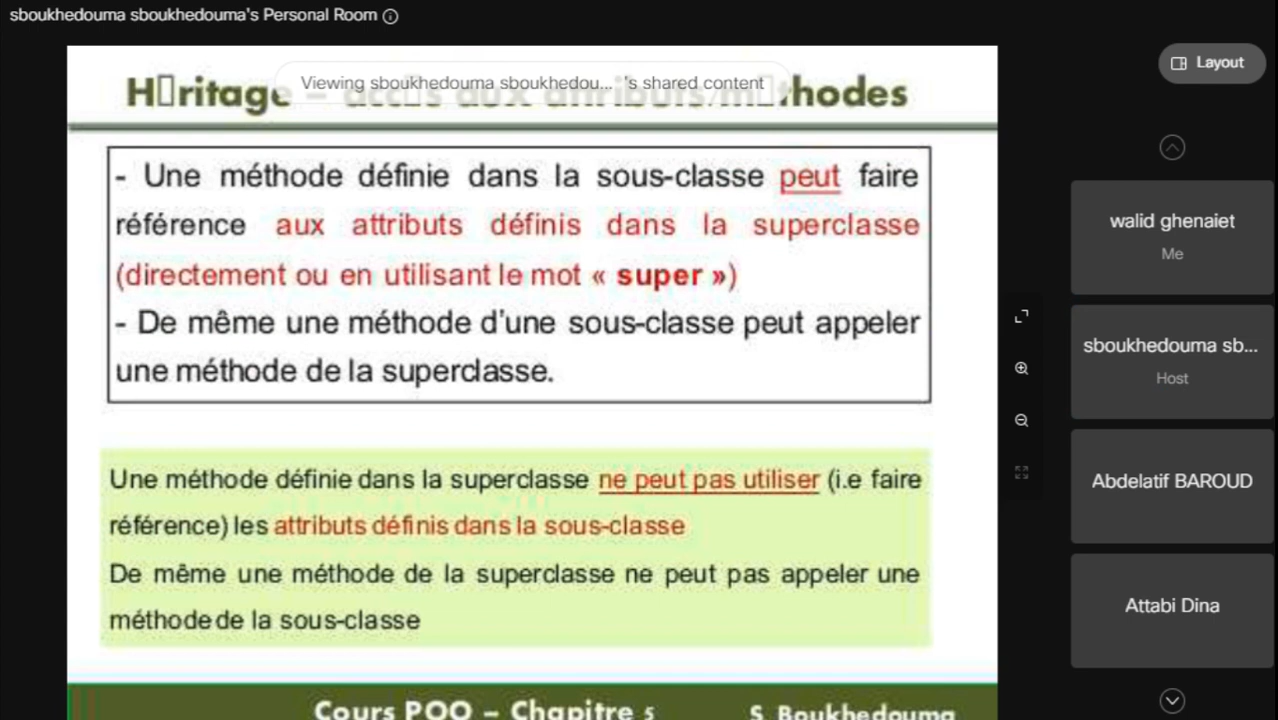 sboukhedouma sboukhedouma's Personal Room
Viewing sboukhedouma sboukhedou... 's shared content
Layout
H▯ritage – acc▯s aux attributs/m▯thodes
- Une méthode définie dans la sous-classe peut faire
référence aux attributs définis dans la superclasse
(directement ou en utilisant le mot « super »)
- De même une méthode d'une sous-classe peut appeler
une méthode de la superclasse.
Une méthode définie dans la superclasse ne peut pas utiliser (i.e faire
référence) les attributs définis dans la sous-classe
De même une méthode de la superclasse ne peut pas appeler une
méthode de la sous-classe
Cours POO – Chapitre 5 S. Boukhedouma
walid ghenaiet
Me
sboukhedouma sb...
Host
Abdelatif BAROUD
Attabi Dina